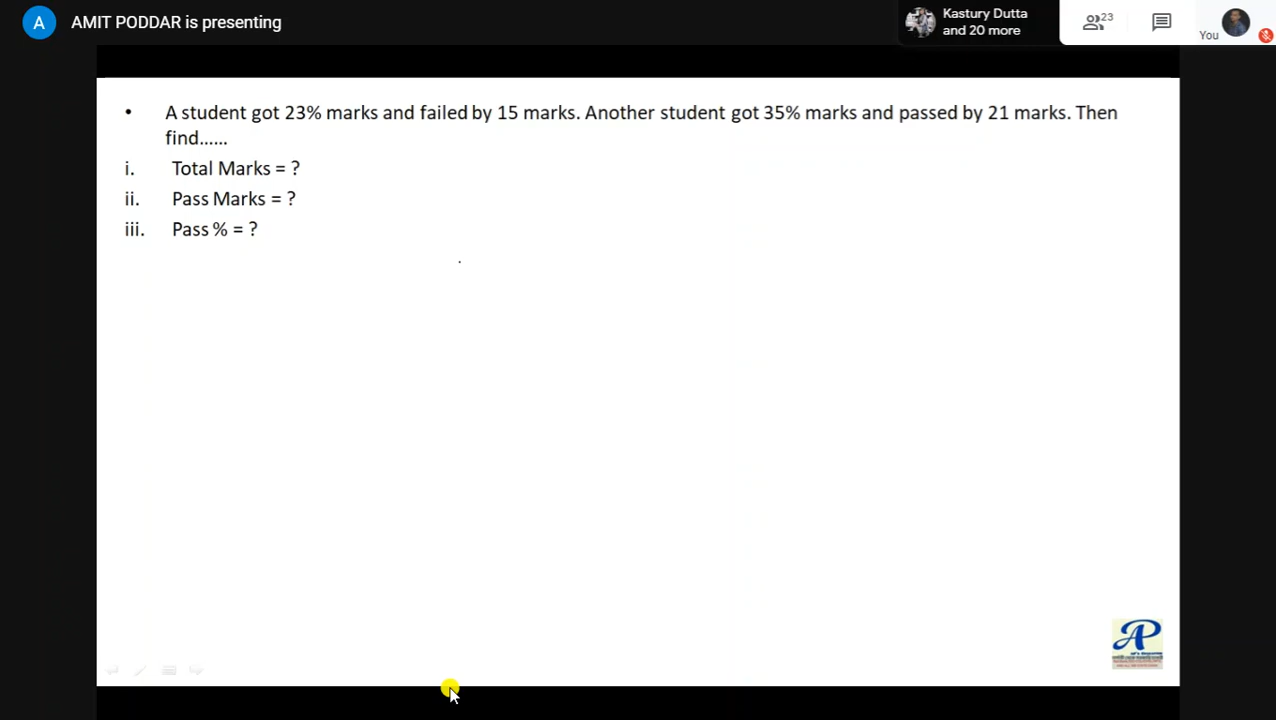 A
AMIT PODDAR is presenting
Kastury Dutta
and 20 more
23
You
• A student got 23% marks and failed by 15 marks. Another student got 35% marks and passed by 21 marks. Then
find......
i. Total Marks = ?
ii. Pass Marks = ?
iii. Pass % = ?
AP